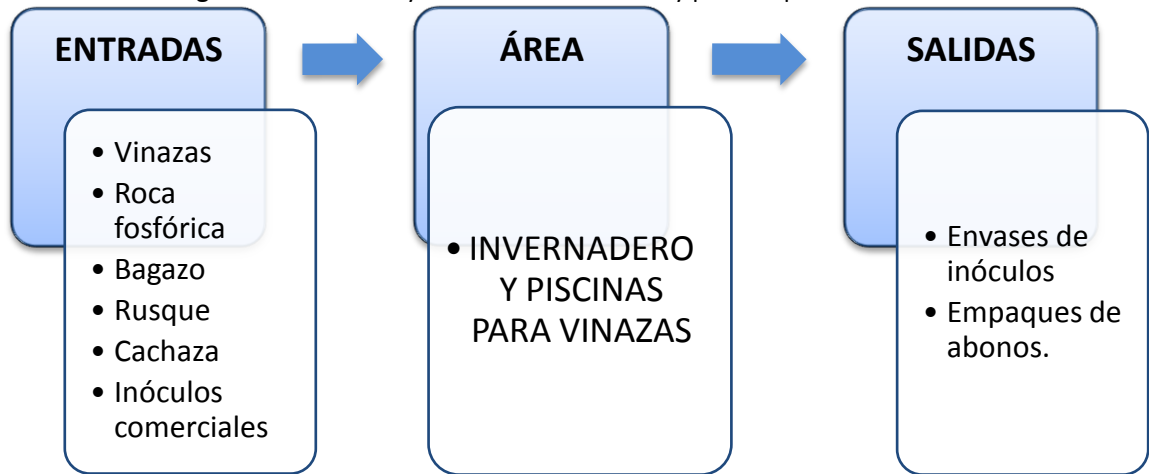 ENTRADAS
• Vinazas
• Roca
fosfórica
• Bagazo
• Rusque
• Cachaza
• Inóculos
comerciales
ÁREA
• INVERNADERO
Y PISCINAS
PARA VINAZAS
SALIDAS
• Envases de
inóculos
• Empaques de
abonos.